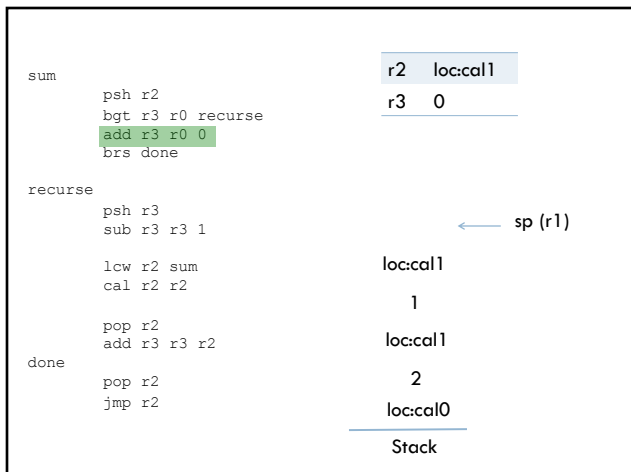 sum
psh r2
bgt r3 r0 recurse
add r3 r0 0
brs done
recurse
psh r3
sub r3 r3 1
lcw r2 sum
cal r2 r2
pop r2
add r3 r3 r2
done
pop r2
jmp r2
r2 loc:cal1
r3 0
sp (r1)
loc:cal1
1
loc:cal1
2
loc:cal0
Stack